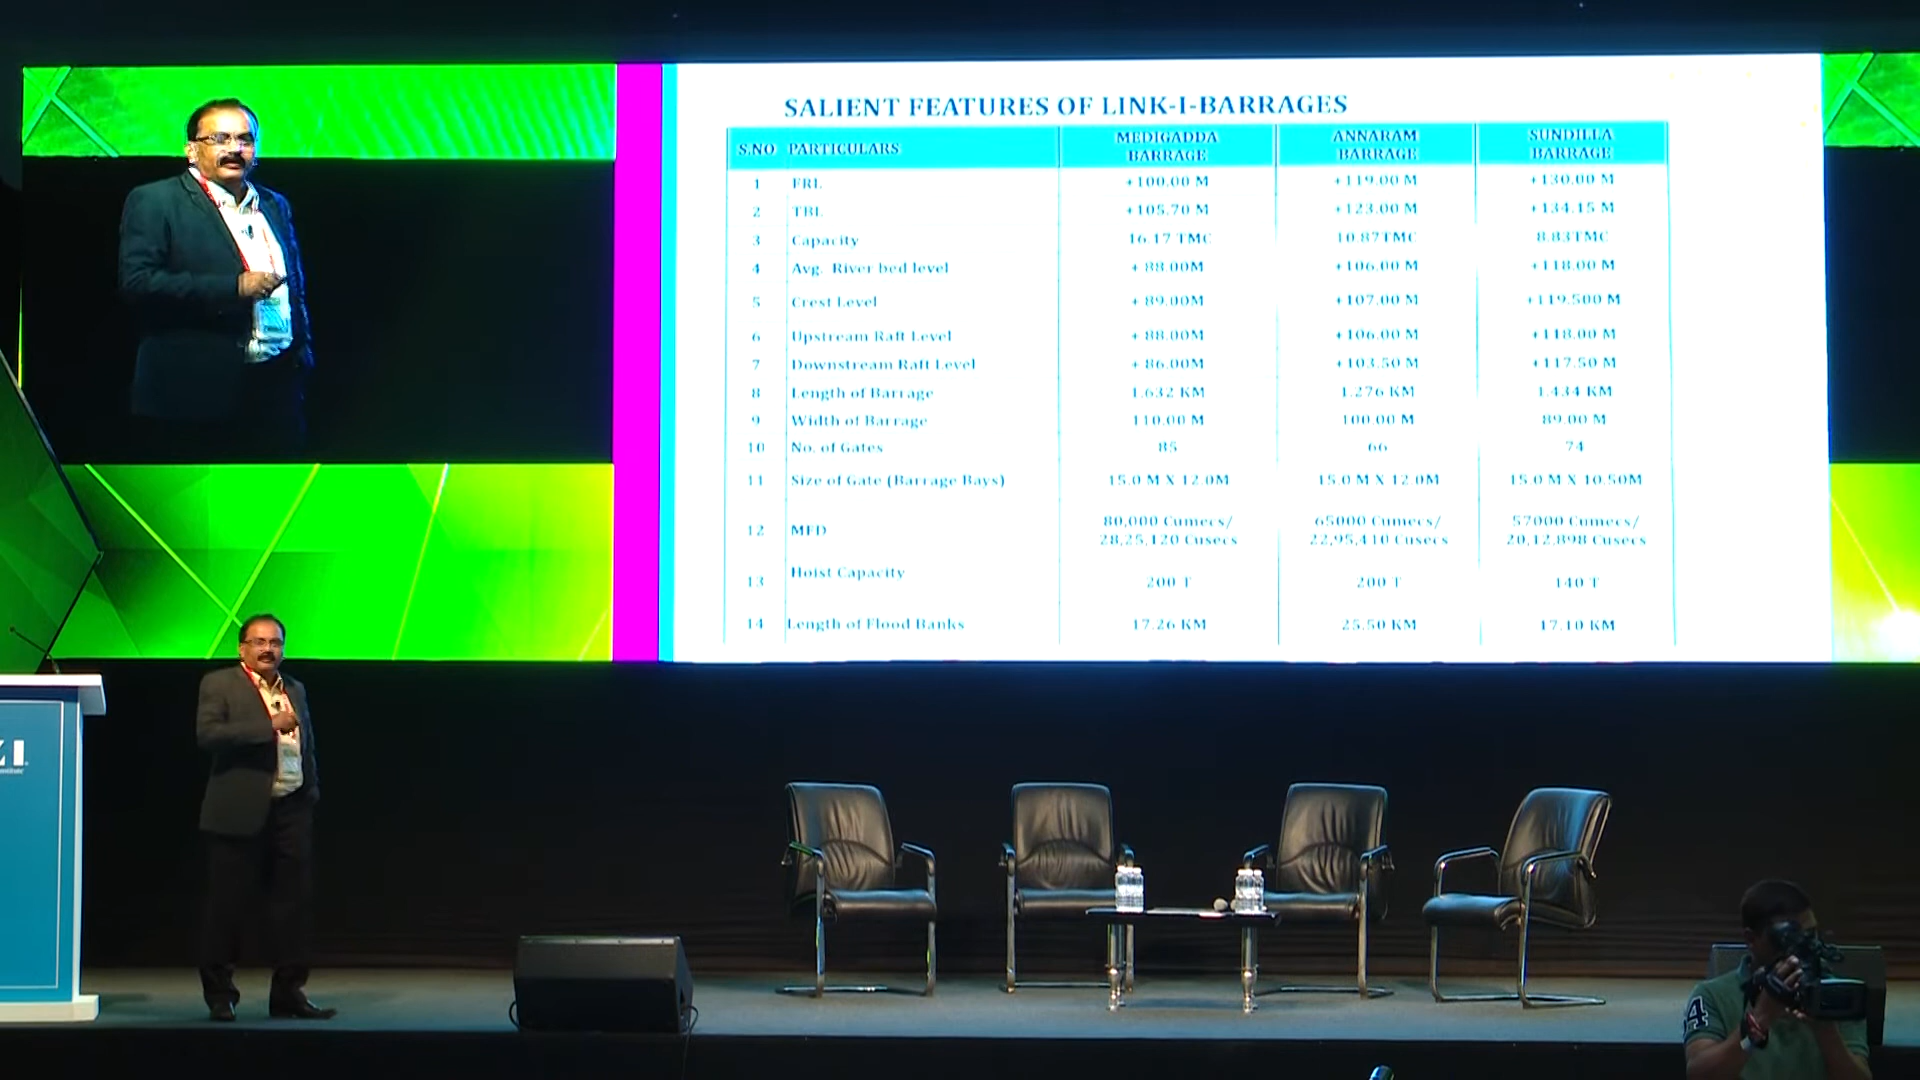 SALIENT FEATURES OF LINK-I-BARRAGES
S.NO PARTICULARS MEDIGADDA BARRAGE ANNARAM BARRAGE SUNDILLA BARRAGE
1 FRL +100.00 M +119.00 M +130.00 M
2 TBL +105.70 M +123.00 M +134.15 M
3 Capacity 16.17 TMC 10.87TMC 8.83TMC
4 Avg. River bed level + 88.00M +106.00 M +118.00 M
5 Crest Level + 89.00M +107.00 M +119.500 M
6 Upstream Raft Level + 88.00M +106.00 M +118.00 M
7 Downstream Raft Level + 86.00M +103.50 M +117.50 M
8 Length of Barrage 1.632 KM 1.276 KM 1.434 KM
9 Width of Barrage 110.00 M 100.00 M 89.00 M
10 No. of Gates 85 66 74
11 Size of Gate (Barrage Bays) 15.0 M X 12.0M 15.0 M X 12.0M 15.0 M X 10.50M
12 MFD 80,000 Cumecs/ 28,25,120 Cusecs 65000 Cumecs/ 22,95,410 Cusecs 57000 Cumecs/ 20,12,898 Cusecs
13 Hoist Capacity 200 T 200 T 140 T
14 Length of Flood Banks 17.26 KM 25.50 KM 17.10 KM